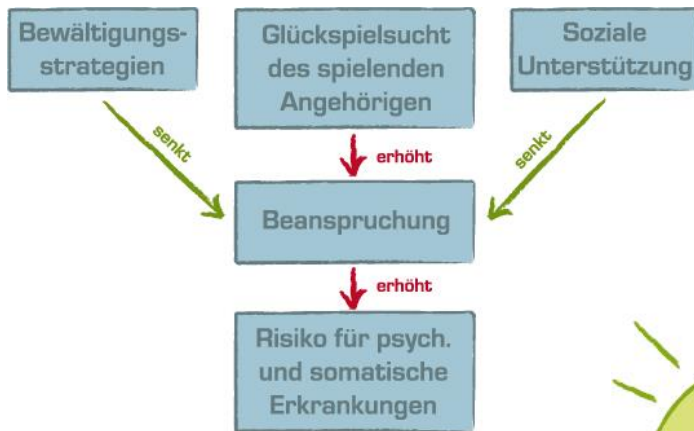 Bewältigungs-
strategien
Glückspielsucht
des spielenden
Angehörigen
Soziale
Unterstützung
senkt
erhöht
senkt
Beanspruchung
erhöht
Risiko für psych.
und somatische
Erkrankungen